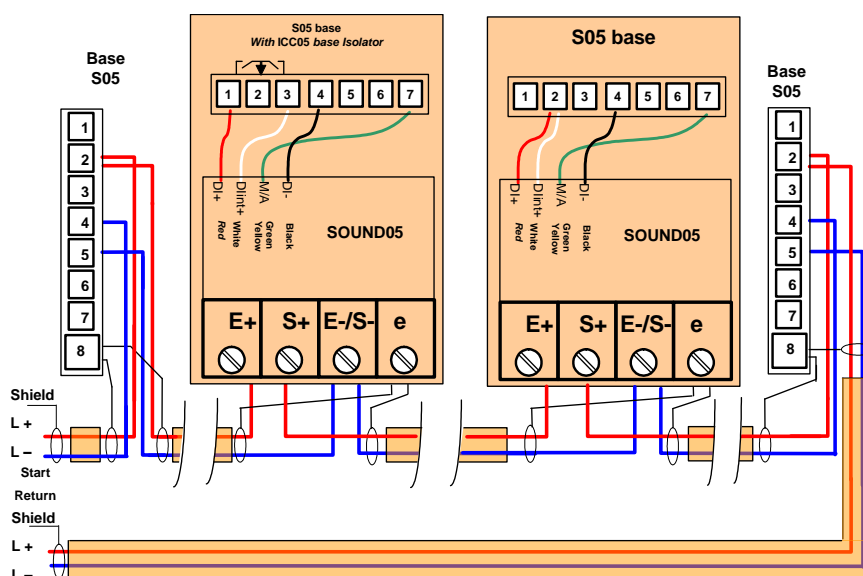 Base
S05
1
2
3
4
5
6
7
8
S05 base
With ICC05 base Isolator
1 2 3 4 5 6 7
DI+
DIint+
M/A
DI-
Red
White
Green
Yellow
Black
SOUND05
E+ S+ E-/S- e
S05 base
1 2 3 4 5 6 7
DI+
DIint+
M/A
DI-
Red
White
Green
Yellow
Black
SOUND05
E+ S+ E-/S- e
Base
S05
1
2
3
4
5
6
7
8
Shield
L +
L –
Start
Return
Shield
L +
L –